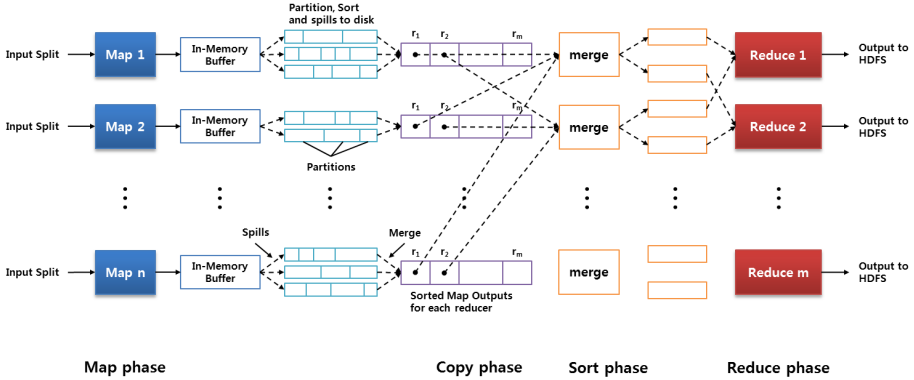 Partition, Sort
and spills to disk
r1 r2 rm
Input Split
Map 1
In-Memory
Buffer
merge
Reduce 1
Output to
HDFS
r1 r2 rm
Input Split
Map 2
In-Memory
Buffer
merge
Reduce 2
Output to
HDFS
Partitions
Spills
Merge
r1 r2 rm
Input Split
Map n
In-Memory
Buffer
merge
Reduce m
Output to
HDFS
Sorted Map Outputs
for each reducer
Map phase
Copy phase
Sort phase
Reduce phase